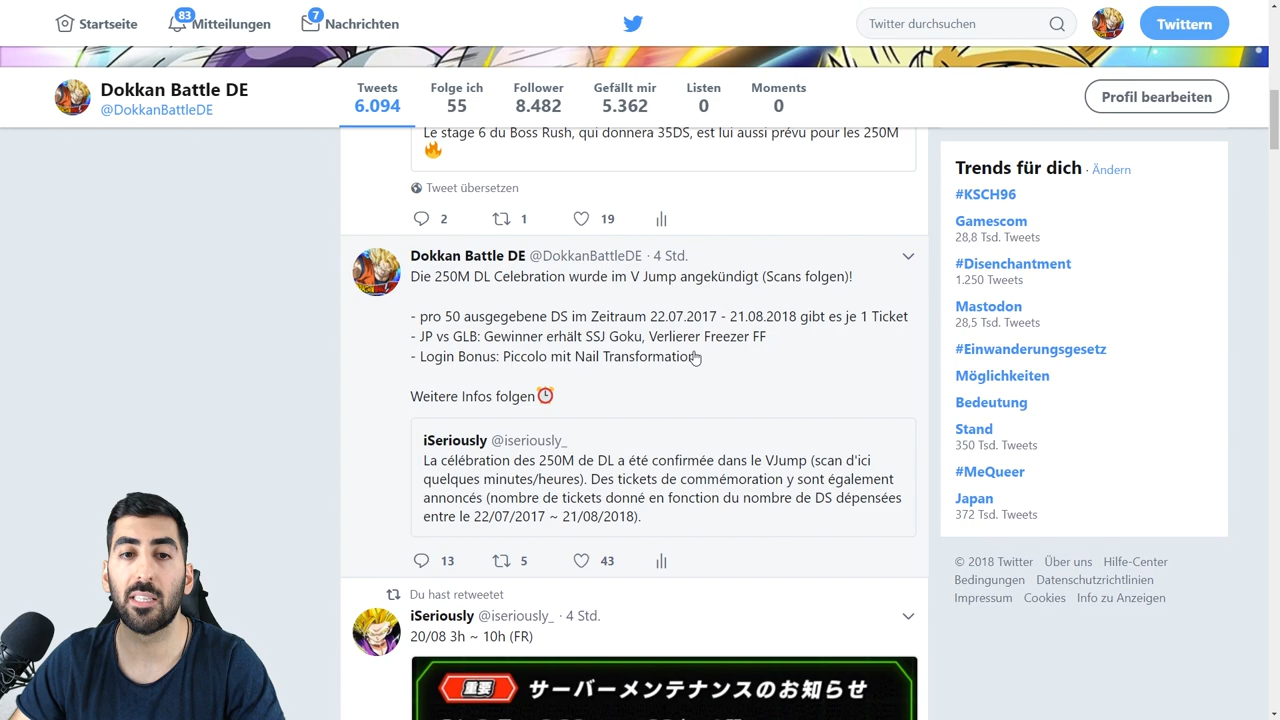 Startseite
83
Mitteilungen
7
Nachrichten
Twitter durchsuchen
Twittern
Dokkan Battle DE
@DokkanBattleDE
Tweets
6.094
Folge ich
55
Follower
8.482
Gefällt mir
5.362
Listen
0
Moments
0
Profil bearbeiten
Le stage 6 du Boss Rush, qui donnera 35DS, est lui aussi prévu pour les 250M
Tweet übersetzen
2
1
19
Dokkan Battle DE @DokkanBattleDE · 4 Std.
Die 250M DL Celebration wurde im V Jump angekündigt (Scans folgen)!
- pro 50 ausgegebene DS im Zeitraum 22.07.2017 - 21.08.2018 gibt es je 1 Ticket
- JP vs GLB: Gewinner erhält SSJ Goku, Verlierer Freezer FF
- Login Bonus: Piccolo mit Nail Transformation
Weitere Infos folgen
iSeriously @iseriously_
La célébration des 250M de DL a été confirmée dans le VJump (scan d'ici
quelques minutes/heures). Des tickets de commémoration y sont également
annoncés (nombre de tickets donné en fonction du nombre de DS dépensées
entre le 22/07/2017 ~ 21/08/2018).
13
5
43
Du hast retweetet
iSeriously @iseriously_ · 4 Std.
20/08 3h ~ 10h (FR)
重要
サーバーメンテナンスのお知らせ
Trends für dich · Ändern
#KSCH96
Gamescom
28,8 Tsd. Tweets
#Disenchantment
1.250 Tweets
Mastodon
28,5 Tsd. Tweets
#Einwanderungsgesetz
Möglichkeiten
Bedeutung
Stand
350 Tsd. Tweets
#MeQueer
Japan
372 Tsd. Tweets
© 2018 Twitter Über uns Hilfe-Center
Bedingungen Datenschutzrichtlinien
Impressum Cookies Info zu Anzeigen